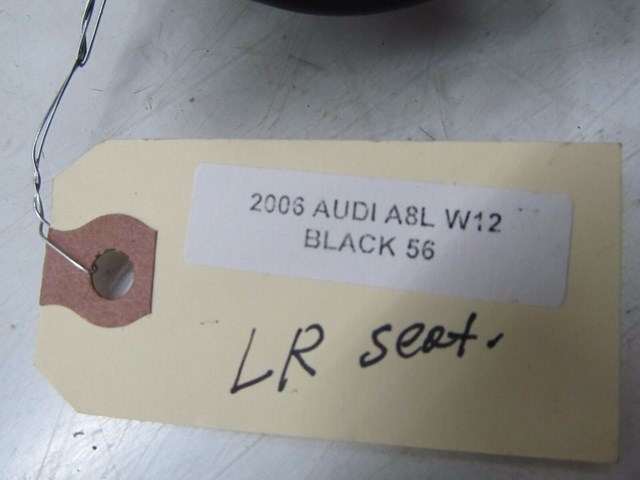 2006 AUDI A8L W12
BLACK 56
LR seat.